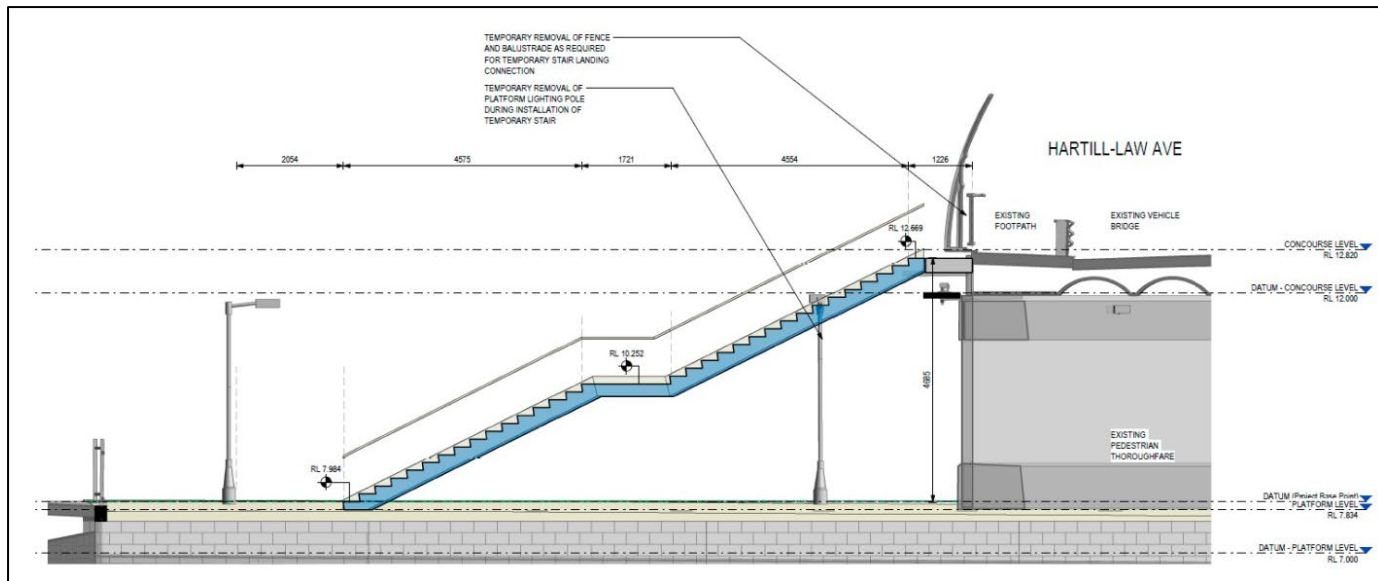 TEMPORARY REMOVAL OF FENCE
AND BALUSTRADE AS REQUIRED
FOR TEMPORARY STAIR LANDING
CONNECTION
TEMPORARY REMOVAL OF
PLATFORM LIGHTING POLE
DURING INSTALLATION OF
TEMPORARY STAIR
HARTILL-LAW AVE
2054
4575
1721
4554
1226
EXISTING
FOOTPATH
EXISTING VEHICLE
BRIDGE
RL 12.669
CONCOURSE LEVEL
RL 12.820
DATUM - CONCOURSE LEVEL
RL 12.000
RL 10.252
4685
EXISTING
PEDESTRIAN
THOROUGHFARE
RL 7.984
DATUM (Project Base Point)
PLATFORM LEVEL
RL 7.834
DATUM - PLATFORM LEVEL
RL 7.000